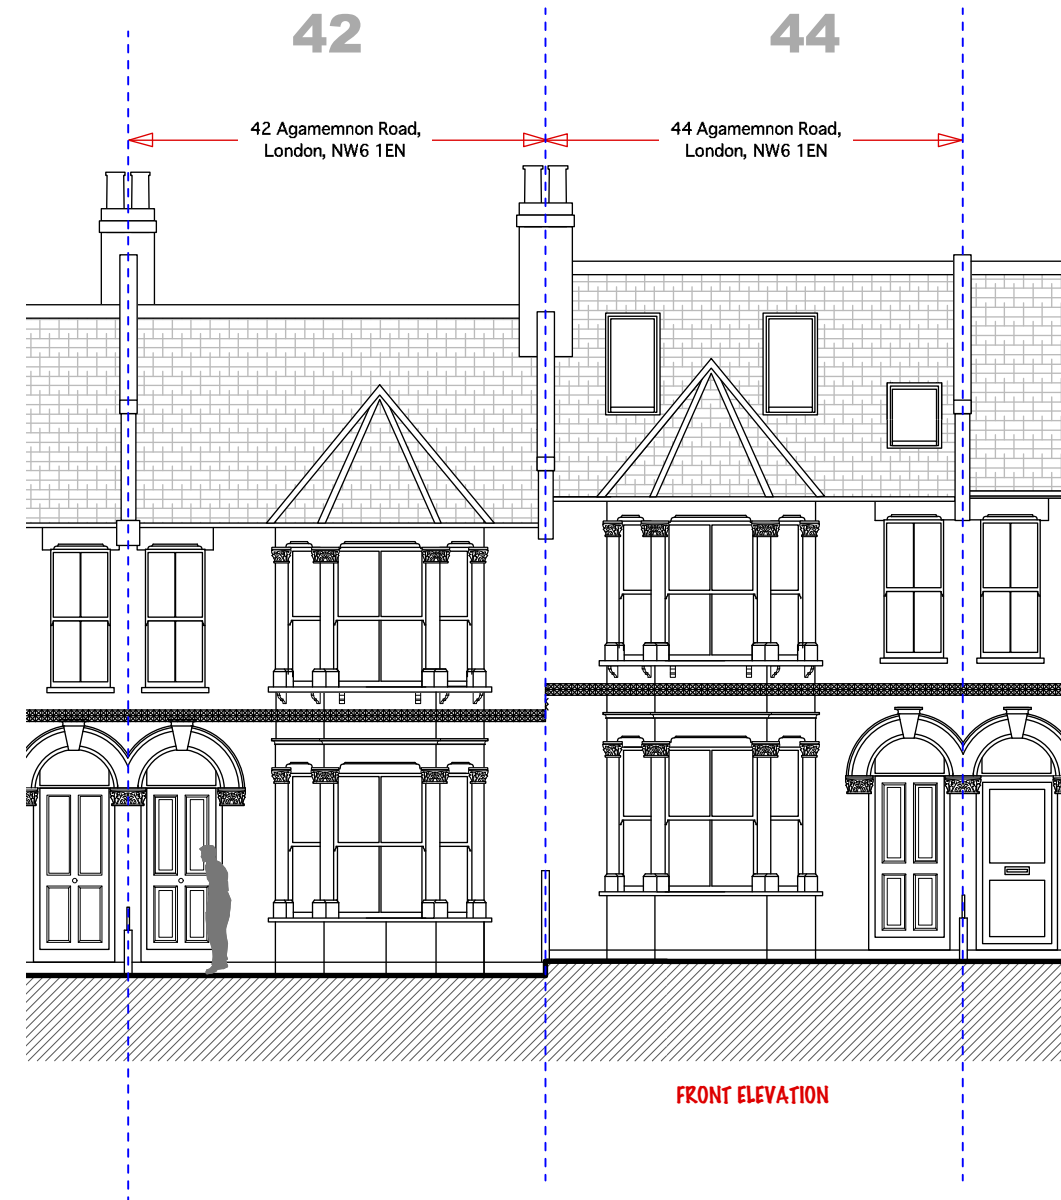 42
44
42 Agamemnon Road,
London, NW6 1EN
44 Agamemnon Road,
London, NW6 1EN
FRONT ELEVATION